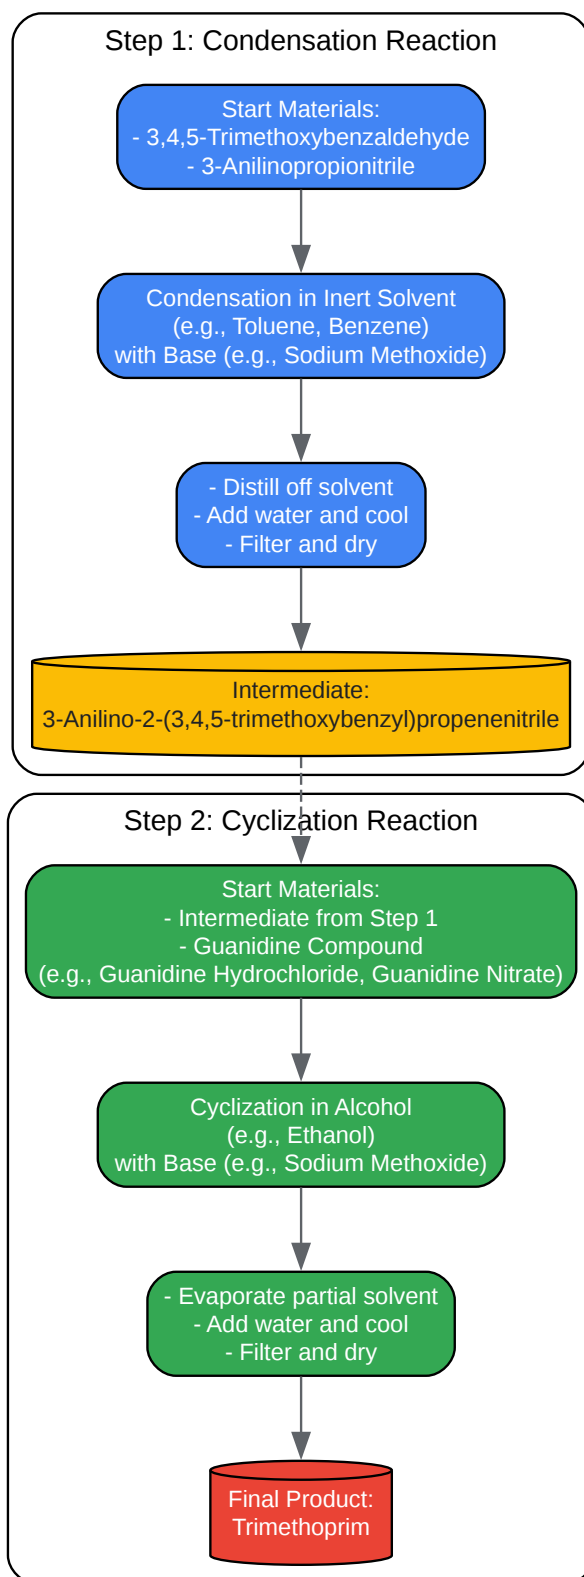 Step 1: Condensation Reaction
Start Materials:
- 3,4,5-Trimethoxybenzaldehyde
- 3-Anilinopropionitrile
Condensation in Inert Solvent
(e.g., Toluene, Benzene)
with Base (e.g., Sodium Methoxide)
- Distill off solvent
- Add water and cool
- Filter and dry
Intermediate:
3-Anilino-2-(3,4,5-trimethoxybenzyl)propenenitrile
Step 2: Cyclization Reaction
Start Materials:
- Intermediate from Step 1
- Guanidine Compound
(e.g., Guanidine Hydrochloride, Guanidine Nitrate)
Cyclization in Alcohol
(e.g., Ethanol)
with Base (e.g., Sodium Methoxide)
- Evaporate partial solvent
- Add water and cool
- Filter and dry
Final Product:
Trimethoprim